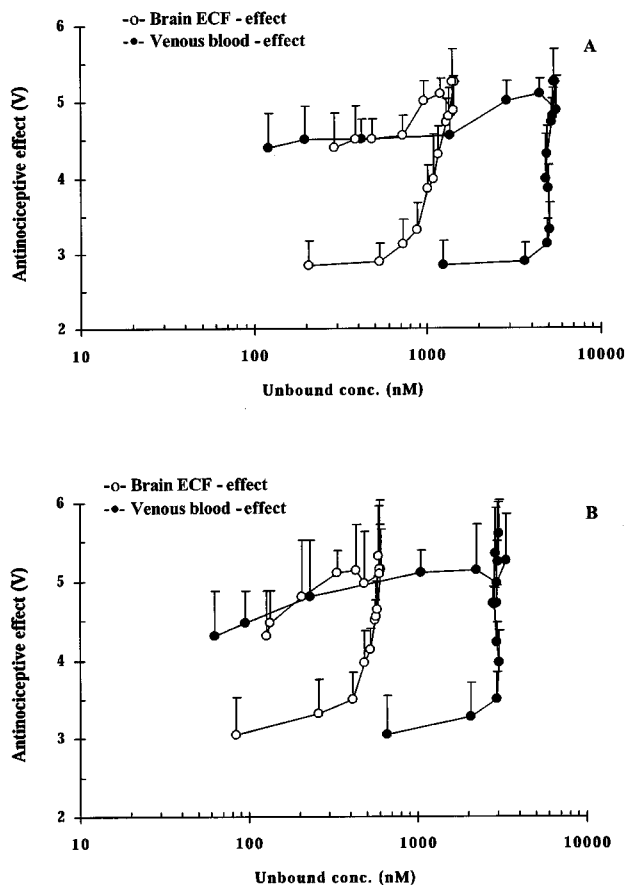 -o- Brain ECF - effect
-●- Venous blood - effect
A
Antinociceptive effect (V)
6
5
4
3
2
10 100 1000 10000
Unbound conc. (nM)
-o- Brain ECF - effect
-●- Venous blood - effect
B
Antinociceptive effect (V)
6
5
4
3
2
10 100 1000 10000
Unbound conc. (nM)